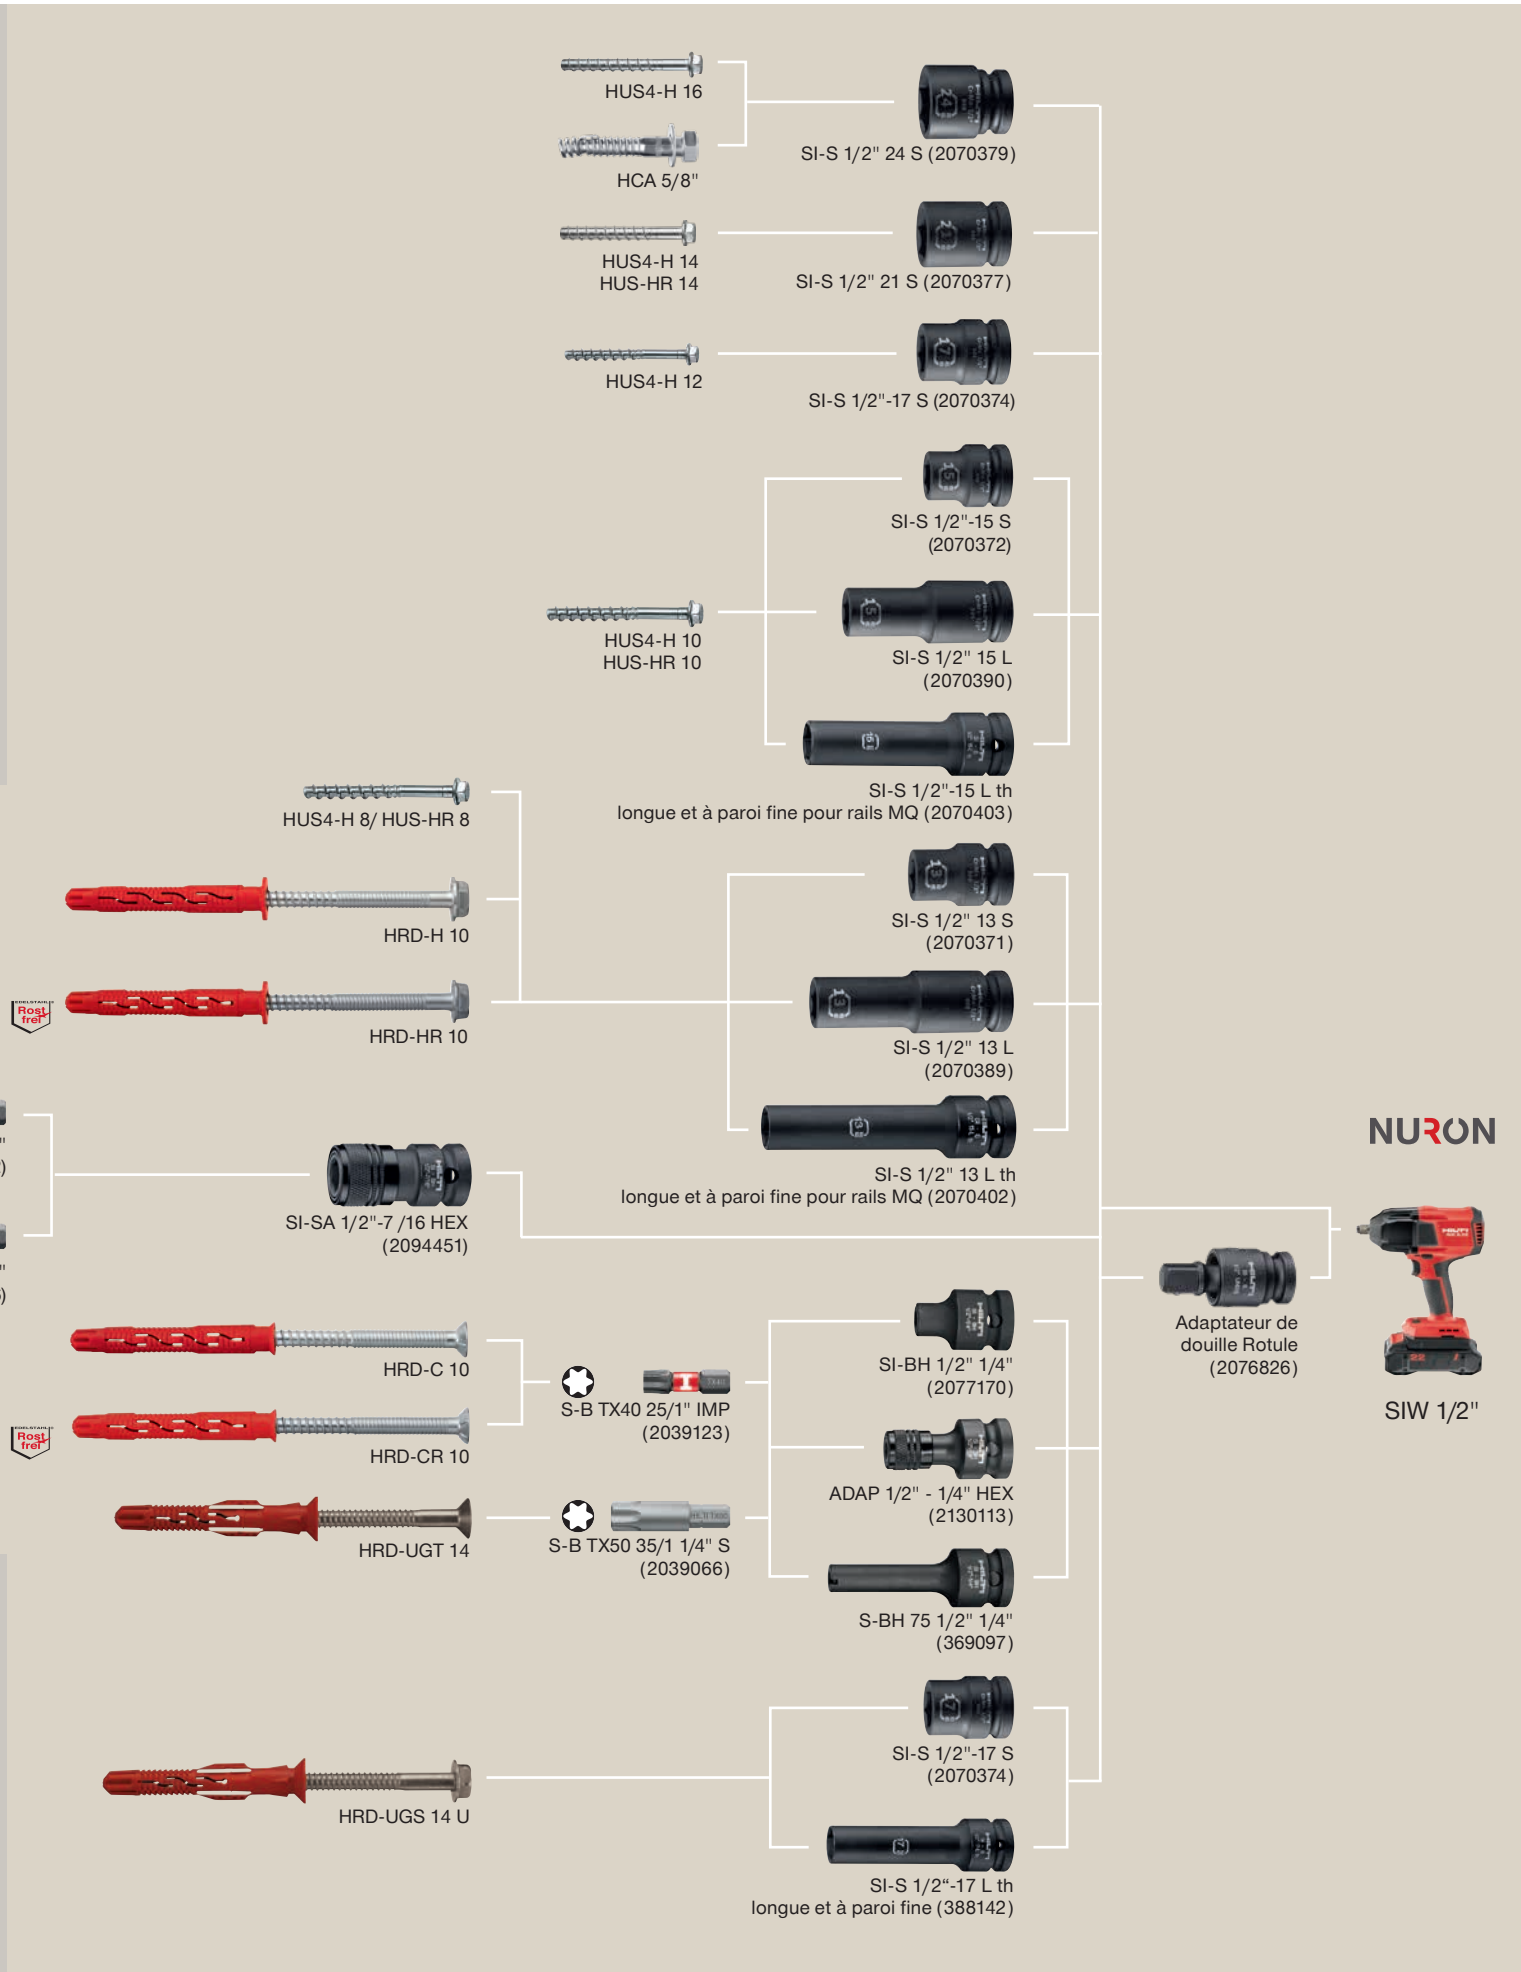 HUS4-H 16
SI-S 1/2" 24 S (2070379)
HCA 5/8"
HUS4-H 14
HUS-HR 14
SI-S 1/2" 21 S (2070377)
HUS4-H 12
SI-S 1/2"-17 S (2070374)
SI-S 1/2"-15 S
(2070372)
HUS4-H 10
HUS-HR 10
SI-S 1/2" 15 L
(2070390)
SI-S 1/2"-15 L th
longue et à paroi fine pour rails MQ (2070403)
HUS4-H 8/ HUS-HR 8
HRD-H 10
SI-S 1/2" 13 S
(2070371)
Rost
frei
HRD-HR 10
SI-S 1/2" 13 L
(2070389)
SI-S 1/2" 13 L th
longue et à paroi fine pour rails MQ (2070402)
NURON
SI-SA 1/2"-7 /16 HEX
(2094451)
Adaptateur de
douille Rotule
(2076826)
SIW 1/2"
HRD-C 10
S-B TX40 25/1" IMP
(2039123)
SI-BH 1/2" 1/4"
(2077170)
Rost
frei
HRD-CR 10
ADAP 1/2" - 1/4" HEX
(2130113)
HRD-UGT 14
S-B TX50 35/1 1/4" S
(2039066)
S-BH 75 1/2" 1/4"
(369097)
SI-S 1/2"-17 S
(2070374)
HRD-UGS 14 U
SI-S 1/2“-17 L th
longue et à paroi fine (388142)